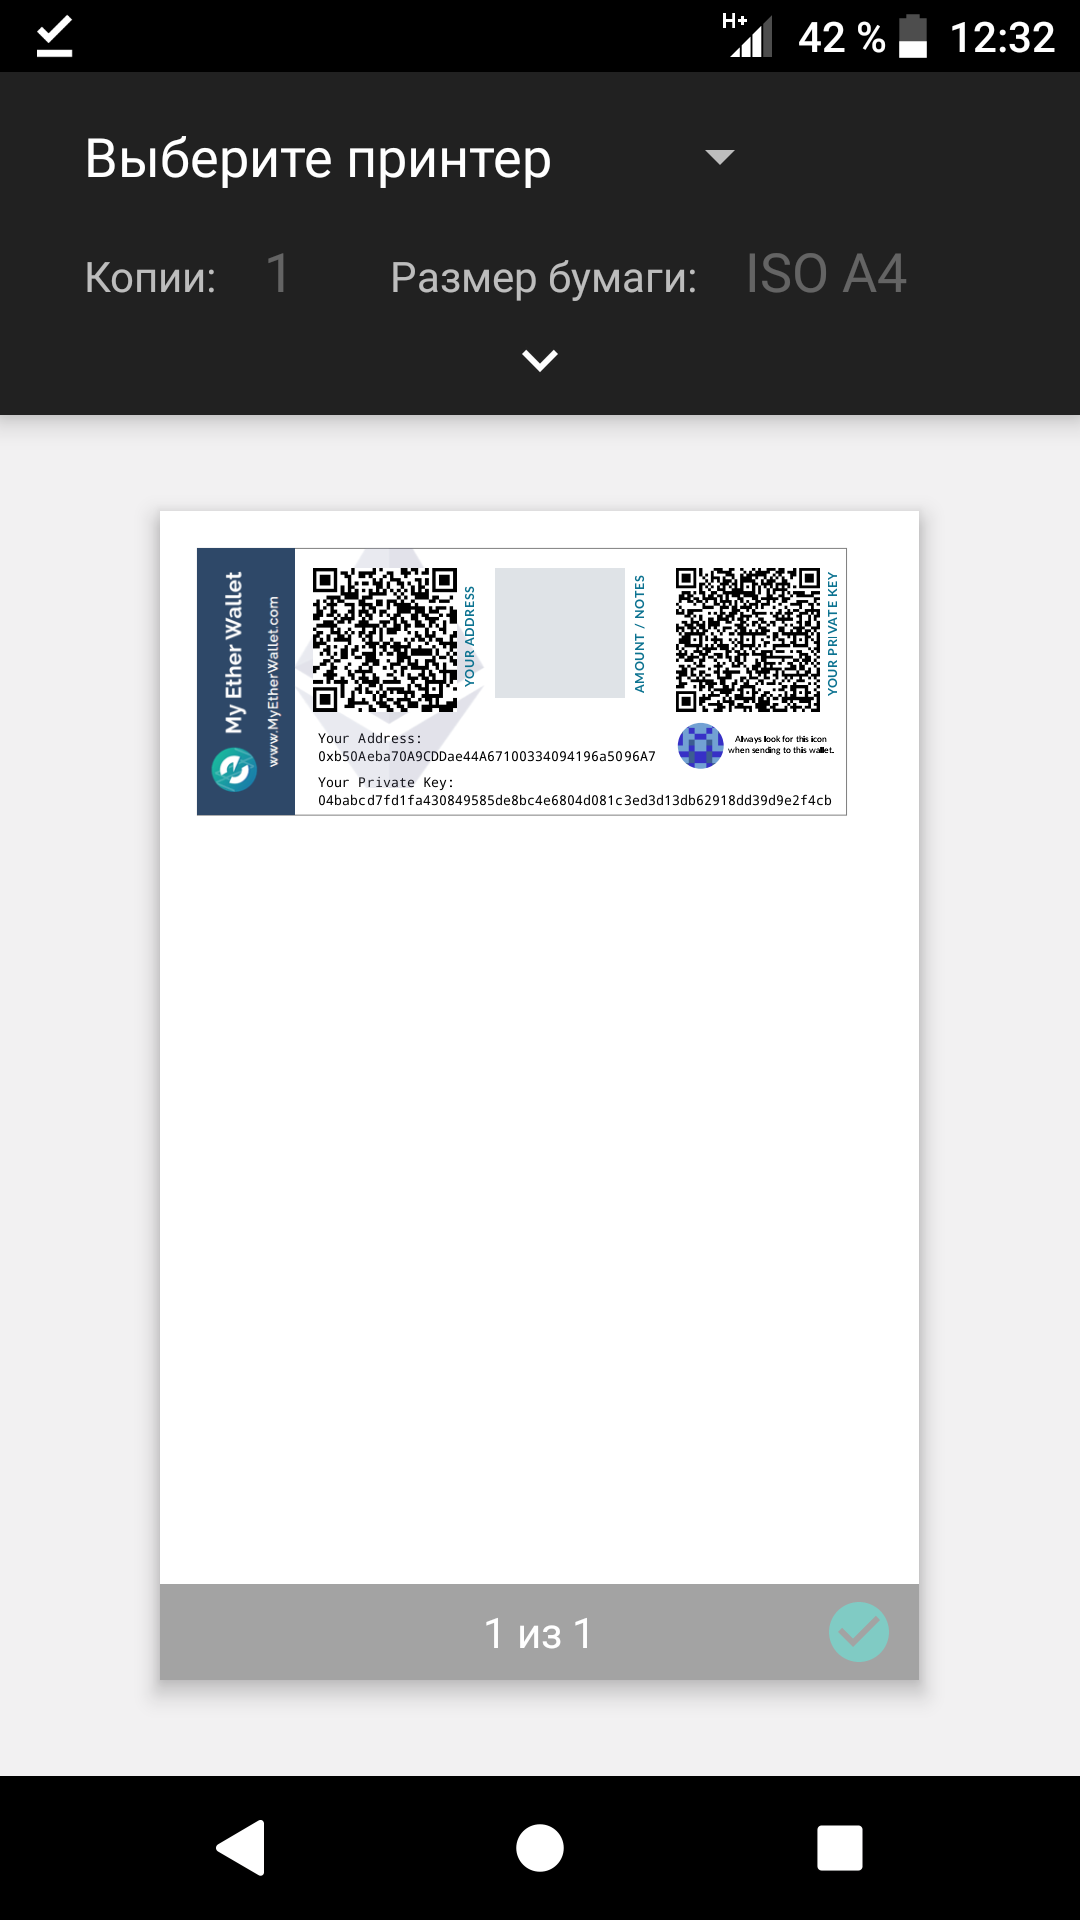 H+ 42 % 12:32
Выберите принтер
Копии: 1 Размер бумаги: ISO A4
My Ether Wallet
www.MyEtherWallet.com
YOUR ADDRESS
AMOUNT / NOTES
YOUR PRIVATE KEY
Your Address:
0xb50Aeba70A9CDDae44A67100334094196a5096A7
Always look for this icon
when sending to this wallet.
Your Private Key:
04babcd7fd1fa430849585de8bc4e6804d081c3ed3d13db62918dd39d9e2f4cb
1 из 1